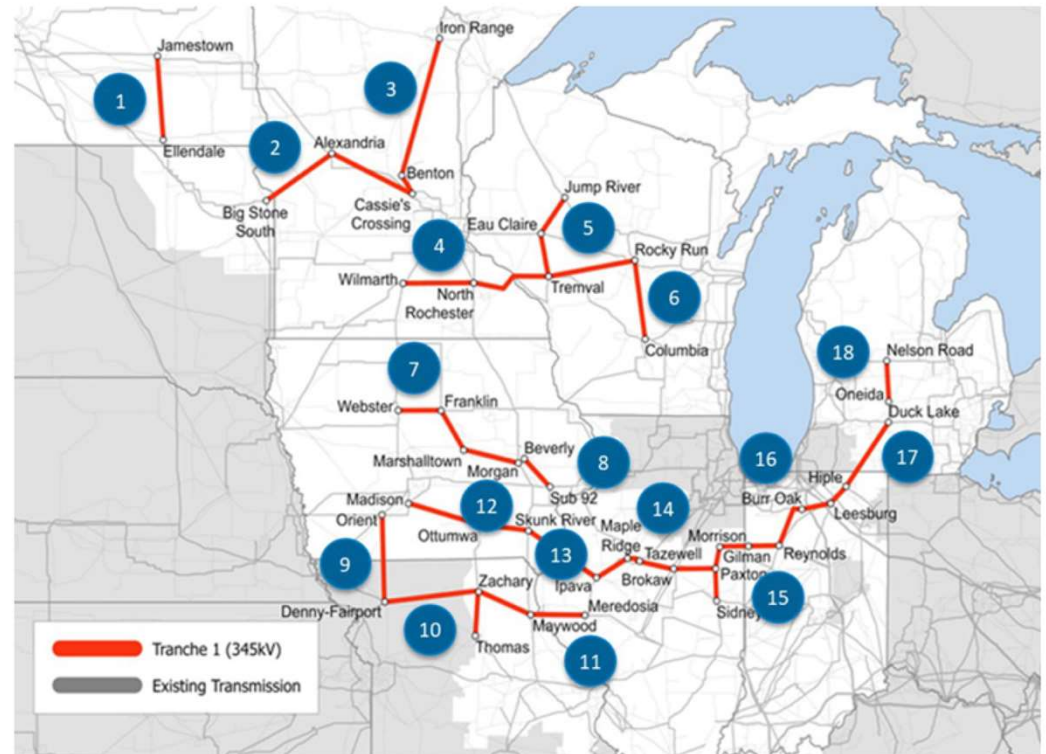 Iron Range
Jamestown
3
1
2
Alexandria
Ellendale
Benton
Jump River
Big Stone
South
Cassie's
Crossing
Eau Claire
5
4
Rocky Run
Wilmarth
North
Rochester
Tremval
6
Columbia
18
Nelson Road
7
Oneida
Webster
Franklin
Duck Lake
Beverly
Marshalltown
Morgan
8
16
17
Hiple
Sub 92
Burr Oak
Madison
12
14
Leesburg
Orient
Skunk River
Maple
Ridge
Ottumwa
Morrison
13
Tazewell
Gilman
Reynolds
9
Ipava
Brokaw
Paxton
Zachary
15
Denny-Fairport
Meredosia
Sidney
10
Maywood
Thomas
11
Tranche 1 (345kV)
Existing Transmission